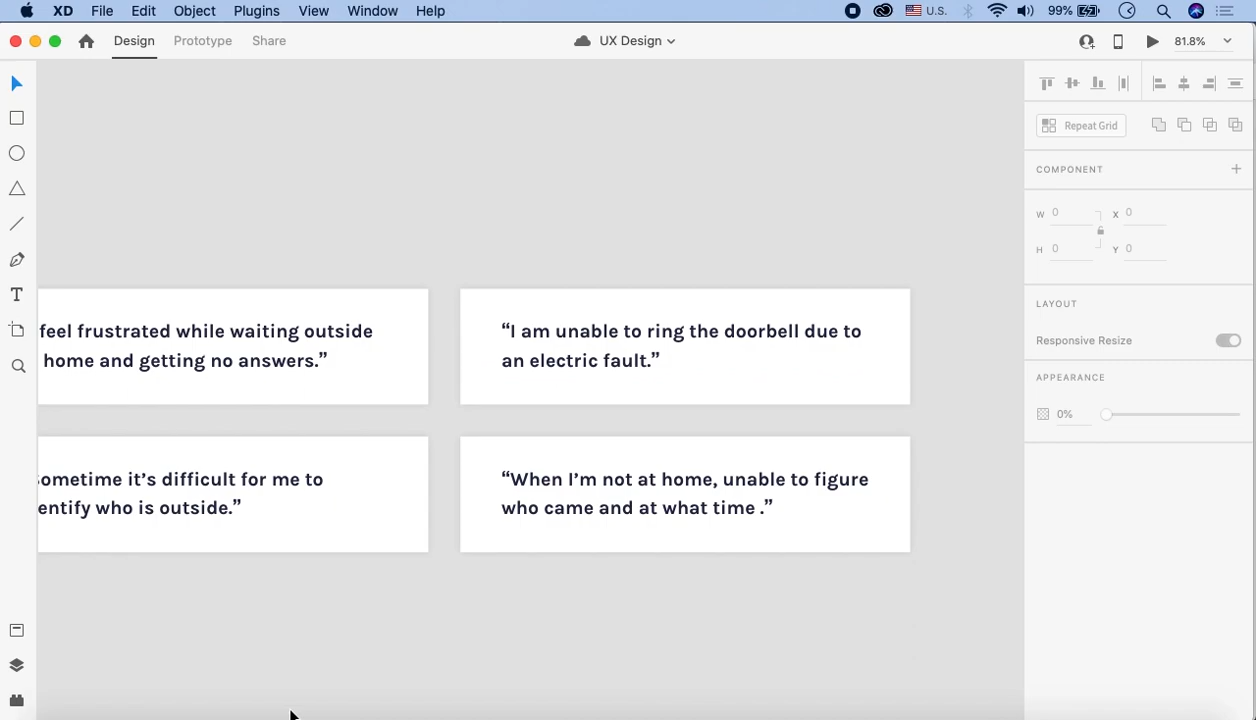 XD File Edit Object Plugins View Window Help U.S. 99%
Design Prototype Share UX Design 81.8%
Repeat Grid
COMPONENT
W 0 X 0
H 0 Y 0
LAYOUT
Responsive Resize
APPEARANCE
0%
feel frustrated while waiting outside
home and getting no answers.”
“I am unable to ring the doorbell due to
an electric fault.”
ometime it’s difficult for me to
entify who is outside.”
“When I’m not at home, unable to figure
who came and at what time .”
T